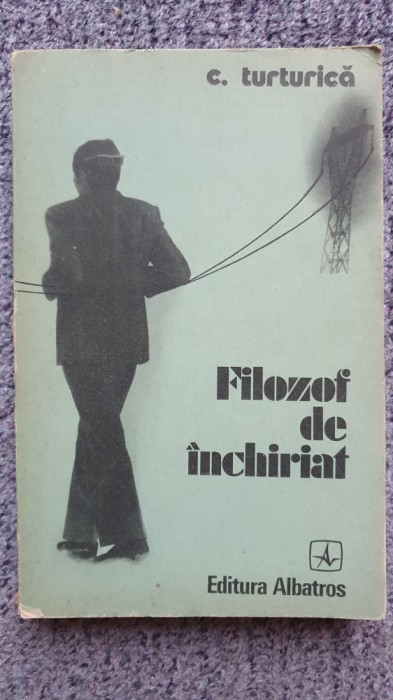 c. turturică
Filozof
de
închiriat
Editura Albatros